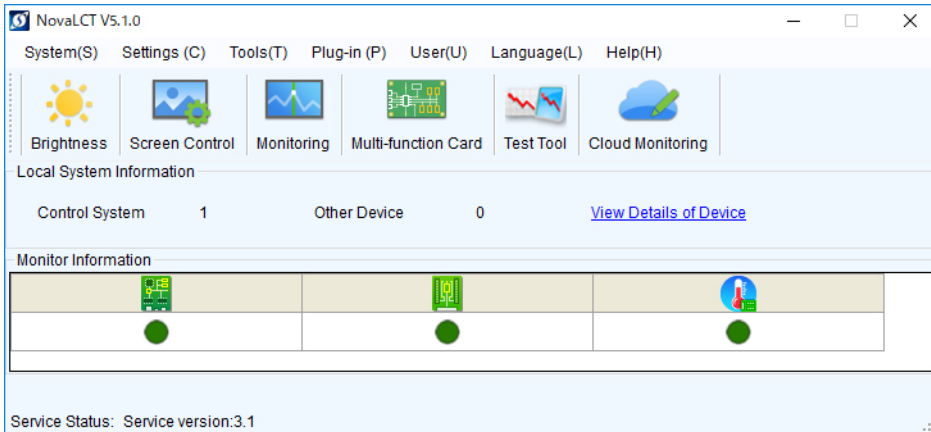 NovaLCT V5.1.0
System(S) Settings (C) Tools(T) Plug-in (P) User(U) Language(L) Help(H)
Brightness Screen Control Monitoring Multi-function Card Test Tool Cloud Monitoring
Local System Information
Control System 1 Other Device 0 View Details of Device
Monitor Information
Service Status: Service version:3.1